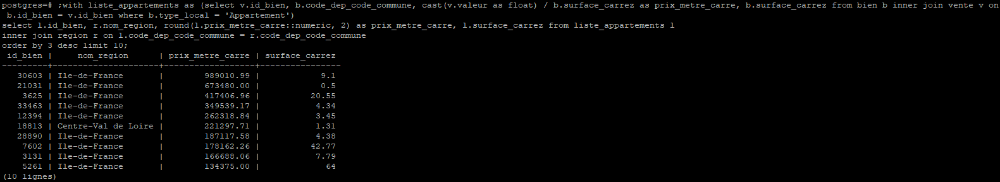 postgres=# ;with liste_appartements as (select v.id_bien, b.code_dep_code_commune, cast(v.valeur as float) / b.surface_carrez as prix_metre_carre, b.surface_carrez from bien b inner join vente v on
 b.id_bien = v.id_bien where b.type_local = 'Appartement')
select l.id_bien, r.nom_region, round(l.prix_metre_carre::numeric, 2) as prix_metre_carre, l.surface_carrez from liste_appartements l
inner join region r on l.code_dep_code_commune = r.code_dep_code_commune
order by 3 desc limit 10;
 id_bien |     nom_region      | prix_metre_carre | surface_carrez
---------+---------------------+------------------+----------------
   30603 | Ile-de-France       |        989010.99 |            9.1
   21031 | Ile-de-France       |        673480.00 |            0.5
    3625 | Ile-de-France       |        417406.96 |          20.55
   33463 | Ile-de-France       |        349539.17 |           4.34
   12394 | Ile-de-France       |        262318.84 |           3.45
   18813 | Centre-Val de Loire |        221297.71 |           1.31
   28890 | Ile-de-France       |        187117.58 |           4.38
    7602 | Ile-de-France       |        178162.26 |          42.77
    3131 | Ile-de-France       |        166688.06 |           7.79
    5261 | Ile-de-France       |        134375.00 |             64
(10 lignes)